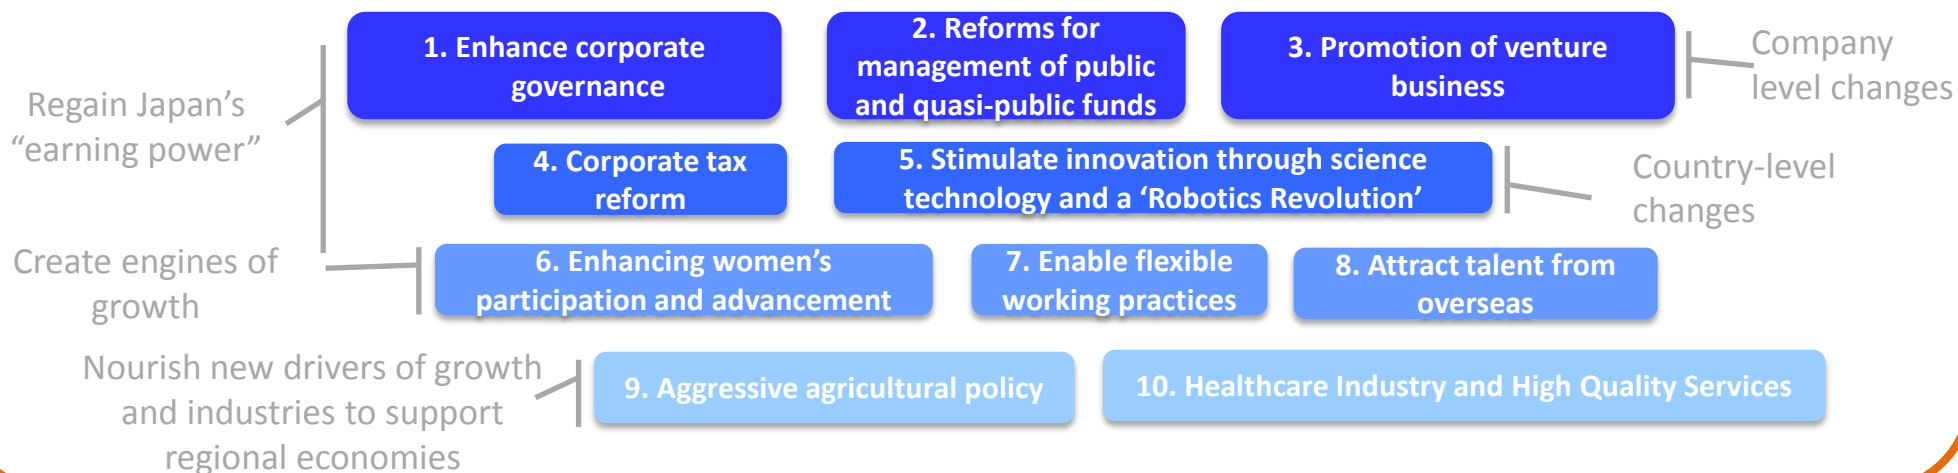 Regain Japan's
“earning power”
1. Enhance corporate
governance
2. Reforms for
management of public
and quasi-public funds
3. Promotion of venture
business
Company
level changes
4. Corporate tax
reform
5. Stimulate innovation through science
technology and a ‘Robotics Revolution’
Country-level
changes
Create engines of
growth
6. Enhancing women’s
participation and advancement
7. Enable flexible
working practices
8. Attract talent from
overseas
Nourish new drivers of growth
and industries to support
regional economies
9. Aggressive agricultural policy
10. Healthcare Industry and High Quality Services